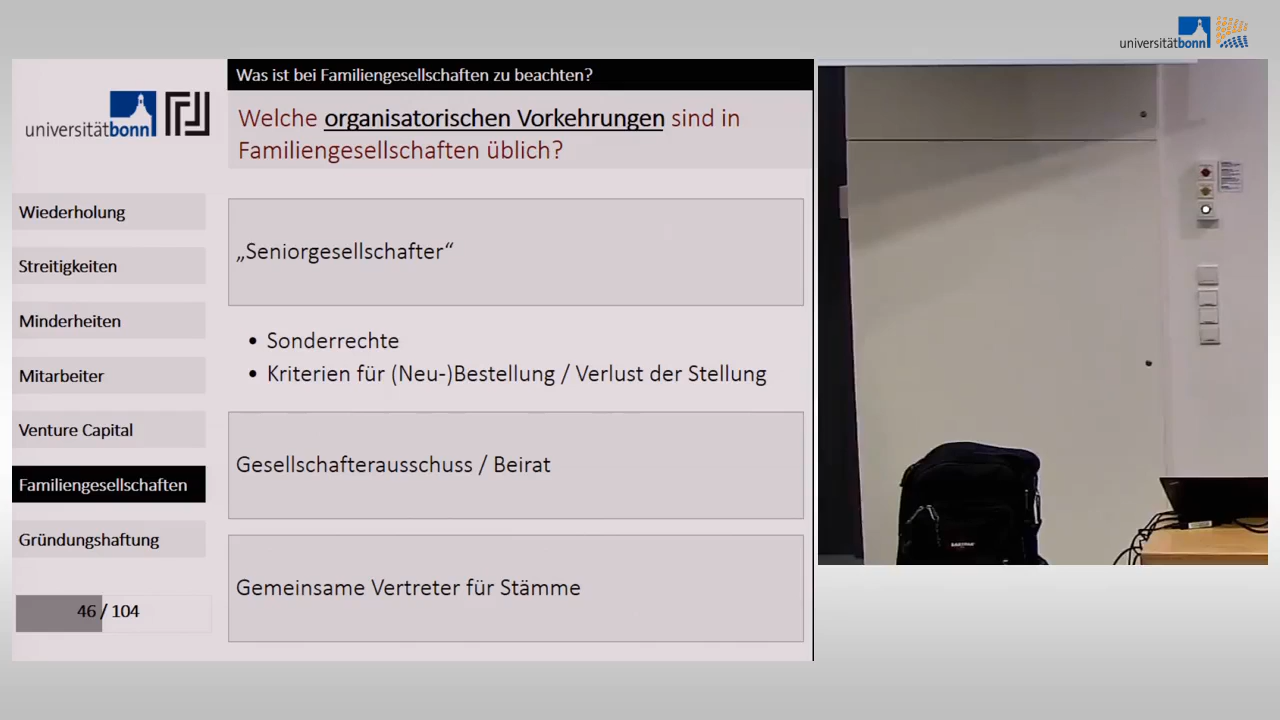 universitätbonn
Was ist bei Familiengesellschaften zu beachten?
universitätbonn
Welche organisatorischen Vorkehrungen sind in
Familiengesellschaften üblich?
Wiederholung
Streitigkeiten
Minderheiten
Mitarbeiter
Venture Capital
Familiengesellschaften
Gründungshaftung
46 / 104
„Seniorgesellschafter“
• Sonderrechte
• Kriterien für (Neu-)Bestellung / Verlust der Stellung
Gesellschafterausschuss / Beirat
Gemeinsame Vertreter für Stämme
EASTPAK